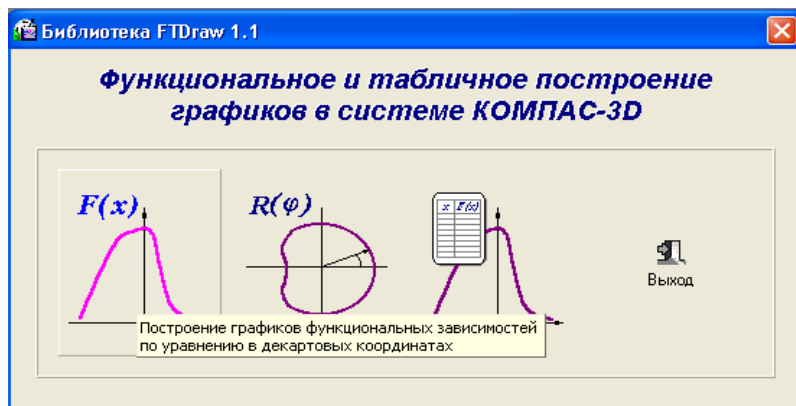 Библиотека FTDraw 1.1
Функциональное и табличное построение
графиков в системе КОМПАС-3D
F(x)
R(φ)
x F(x)
Выход
Построение графиков функциональных зависимостей
по уравнению в декартовых координатах